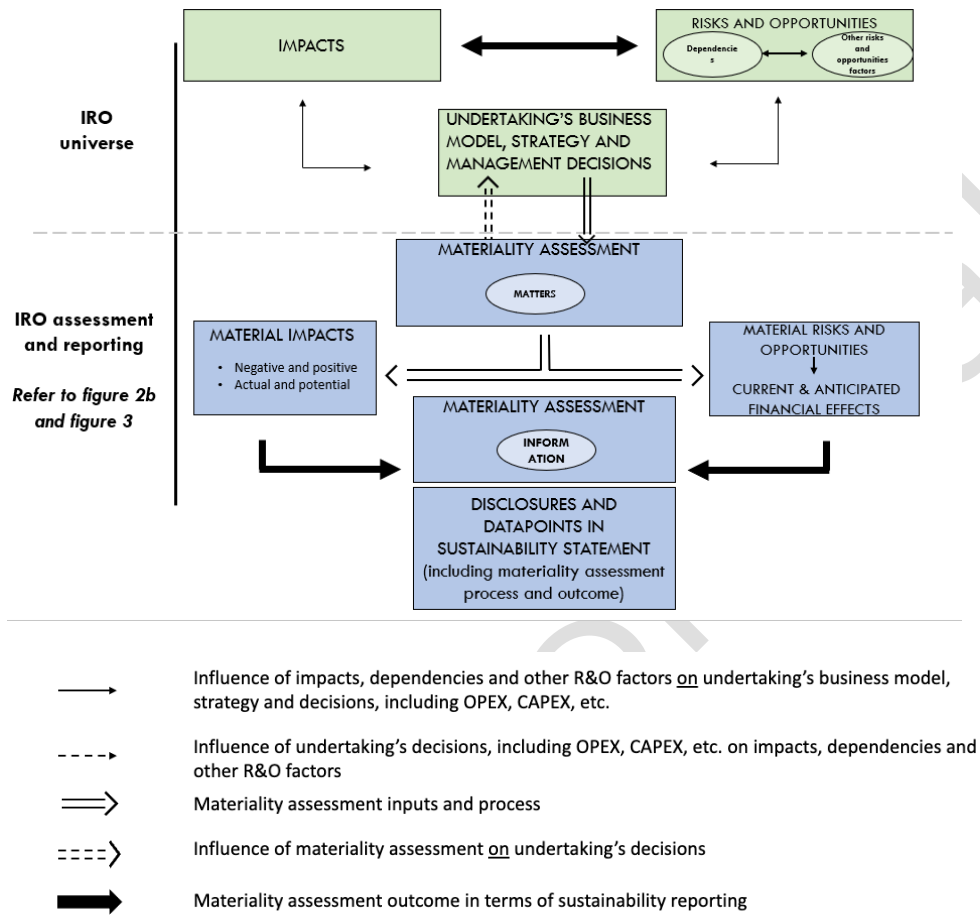 IMPACTS
RISKS AND OPPORTUNITIES
Dependencie
s
Other risks
and
opportunities
factors
IRO
universe
UNDERTAKING'S BUSINESS
MODEL, STRATEGY AND
MANAGEMENT DECISIONS
MATERIALITY ASSESSMENT
MATTERS
IRO assessment
and reporting
Refer to figure 2b
and figure 3
MATERIAL IMPACTS
• Negative and positive
• Actual and potential
MATERIAL RISKS AND
OPPORTUNITIES
CURRENT & ANTICIPATED
FINANCIAL EFFECTS
MATERIALITY ASSESSMENT
INFORM
ATION
DISCLOSURES AND
DATAPOINTS IN
SUSTAINABILITY STATEMENT
(including materiality assessment
process and outcome)
Influence of impacts, dependencies and other R&O factors on undertaking's business model,
strategy and decisions, including OPEX, CAPEX, etc.
Influence of undertaking's decisions, including OPEX, CAPEX, etc. on impacts, dependencies and
other R&O factors
Materiality assessment inputs and process
Influence of materiality assessment on undertaking's decisions
Materiality assessment outcome in terms of sustainability reporting